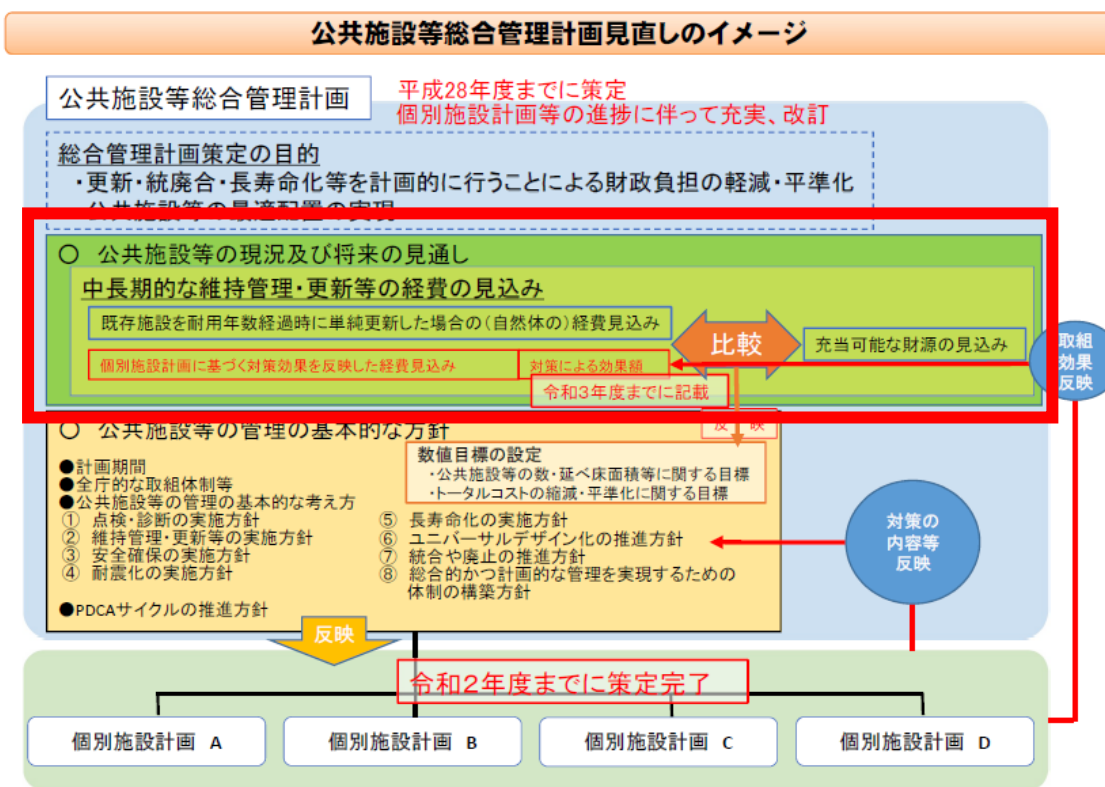 公共施設等総合管理計画見直しのイメージ
公共施設等総合管理計画
平成28年度までに策定
個別施設計画等の進捗に伴って充実、改訂
総合管理計画策定の目的
・更新・統廃合・長寿命化等を計画的に行うことによる財政負担の軽減・平準化
公共施設等の最適配置の実現
○ 公共施設等の現況及び将来の見通し
中長期的な維持管理・更新等の経費の見込み
既存施設を耐用年数経過時に単純更新した場合の(自然体の)経費見込み
比較
充当可能な財源の見込み
個別施設計画に基づく対策効果を反映した経費見込み
対策による効果額
令和3年度までに記載
取組
効果
反映
○ 公共施設等の管理の基本的な方針
反 映
数値目標の設定
・公共施設等の数・延べ床面積等に関する目標
・トータルコストの縮減・平準化に関する目標
●計画期間
●全庁的な取組体制等
●公共施設等の管理の基本的な考え方
① 点検・診断の実施方針
② 維持管理・更新等の実施方針
③ 安全確保の実施方針
④ 耐震化の実施方針
⑤ 長寿命化の実施方針
⑥ ユニバーサルデザイン化の推進方針
⑦ 統合や廃止の推進方針
⑧ 総合的かつ計画的な管理を実現するための
体制の構築方針
●PDCAサイクルの推進方針
対策の
内容等
反映
反映
令和2年度までに策定完了
個別施設計画 A
個別施設計画 B
個別施設計画 C
個別施設計画 D